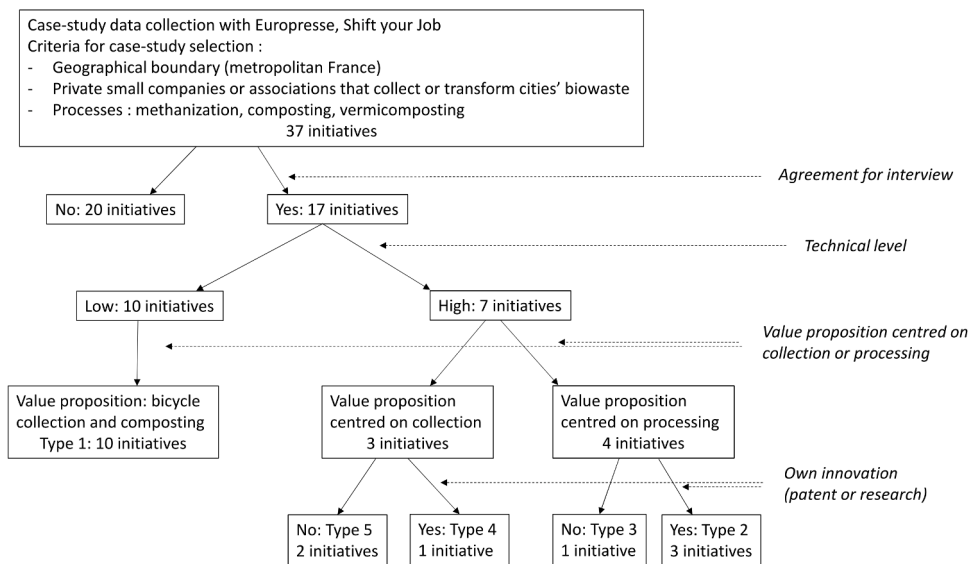 Case-study data collection with Europresse, Shift your Job
Criteria for case-study selection :
- Geographical boundary (metropolitan France)
- Private small companies or associations that collect or transform cities’ biowaste
- Processes : methanization, composting, vermicomposting
37 initiatives
Agreement for interview
No: 20 initiatives
Yes: 17 initiatives
Technical level
Low: 10 initiatives
High: 7 initiatives
Value proposition centred on
collection or processing
Value proposition: bicycle
collection and composting
Type 1: 10 initiatives
Value proposition
centred on collection
3 initiatives
Value proposition
centred on processing
4 initiatives
Own innovation
(patent or research)
No: Type 5
2 initiatives
Yes: Type 4
1 initiative
No: Type 3
1 initiative
Yes: Type 2
3 initiatives